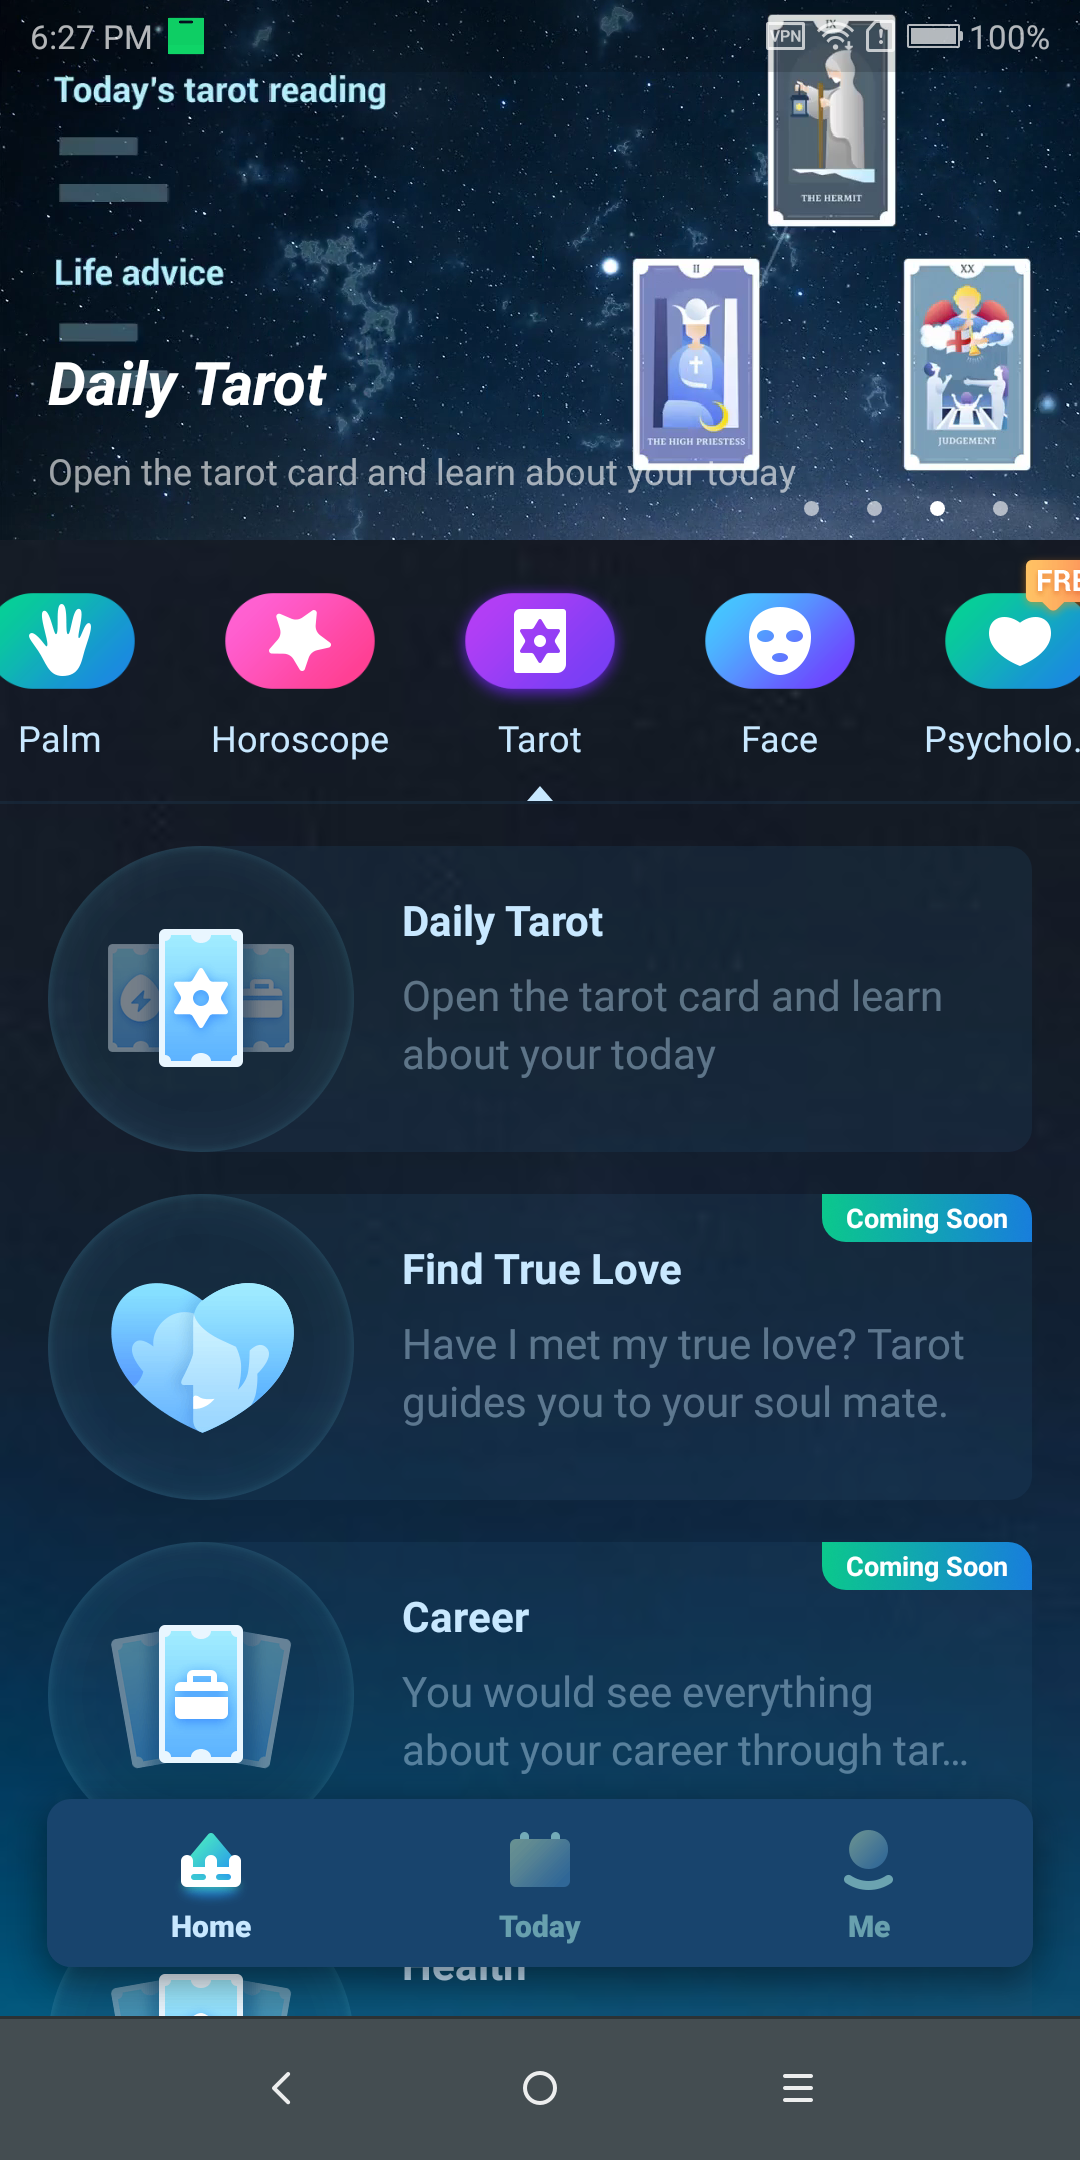 6:27 PM
VPN
100%
Today's tarot reading
THE HERMIT
Life advice
II
THE HIGH PRIESTESS
XX
JUDGEMENT
Daily Tarot
Open the tarot card and learn about your today
FRE
Palm
Horoscope
Tarot
Face
Psycholo.
Daily Tarot
Open the tarot card and learn
about your today
Coming Soon
Find True Love
Have I met my true love? Tarot
guides you to your soul mate.
Coming Soon
Career
You would see everything
about your career through tar...
Home
Today
Me
Health